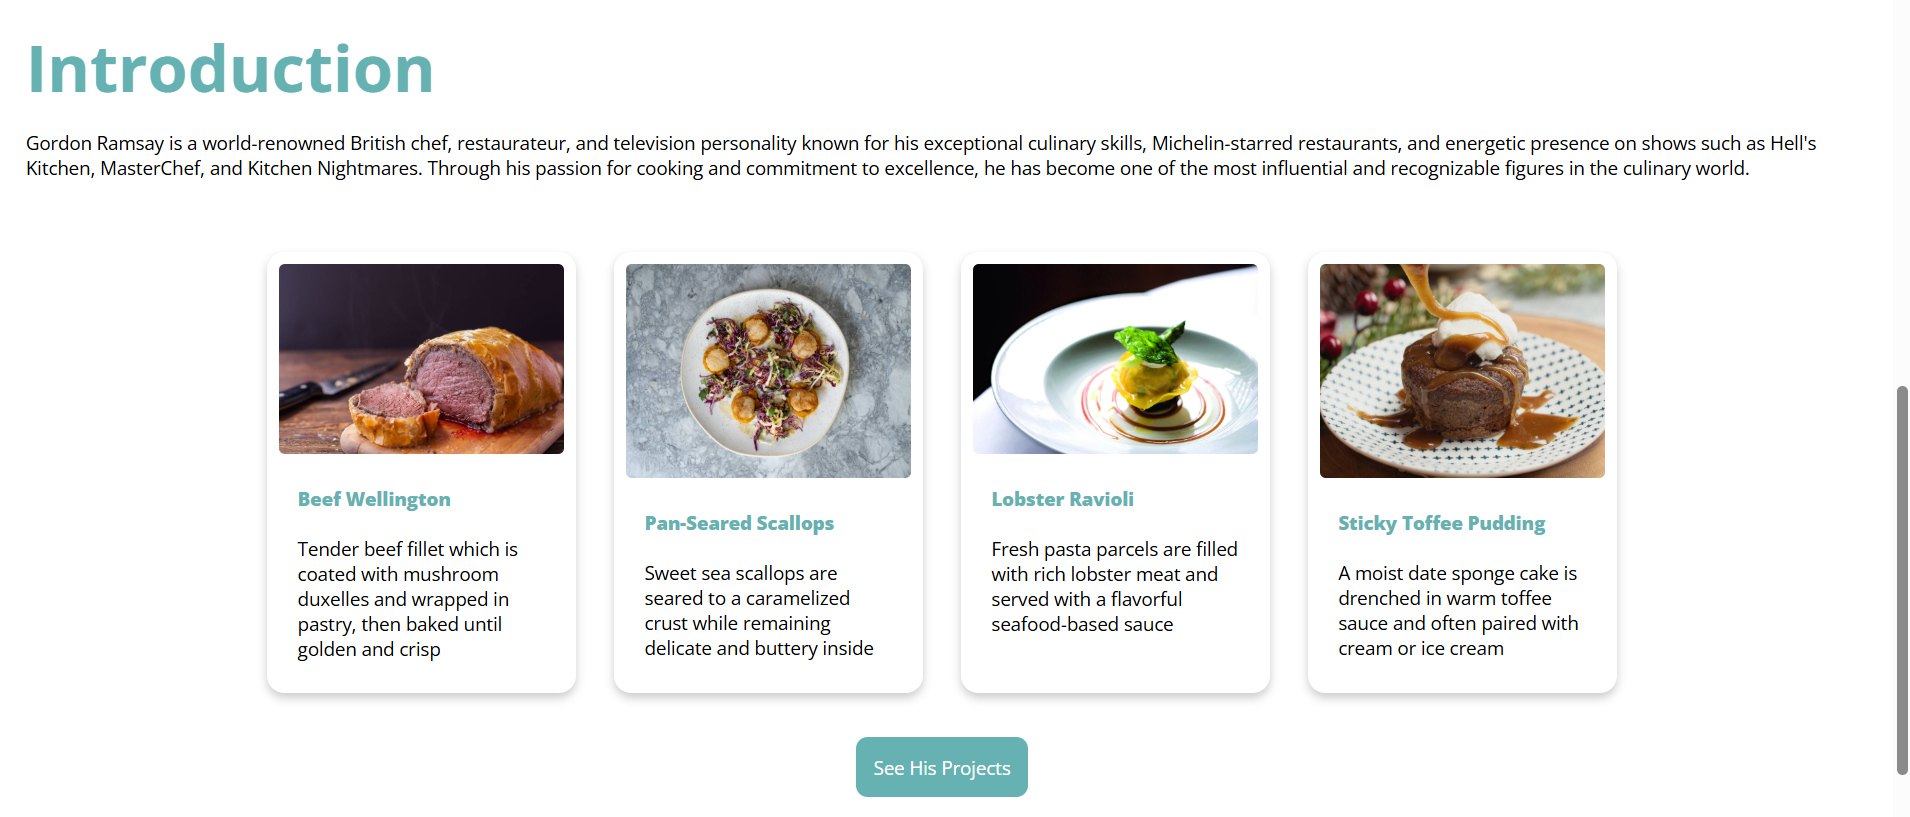 Introduction
Gordon Ramsay is a world-renowned British chef, restaurateur, and television personality known for his exceptional culinary skills, Michelin-starred restaurants, and energetic presence on shows such as Hell's
Kitchen, MasterChef, and Kitchen Nightmares. Through his passion for cooking and commitment to excellence, he has become one of the most influential and recognizable figures in the culinary world.
Beef Wellington
Tender beef fillet which is
coated with mushroom
duxelles and wrapped in
pastry, then baked until
golden and crisp
Pan-Seared Scallops
Sweet sea scallops are
seared to a caramelized
crust while remaining
delicate and buttery inside
Lobster Ravioli
Fresh pasta parcels are filled
with rich lobster meat and
served with a flavorful
seafood-based sauce
Sticky Toffee Pudding
A moist date sponge cake is
drenched in warm toffee
sauce and often paired with
cream or ice cream
See His Projects